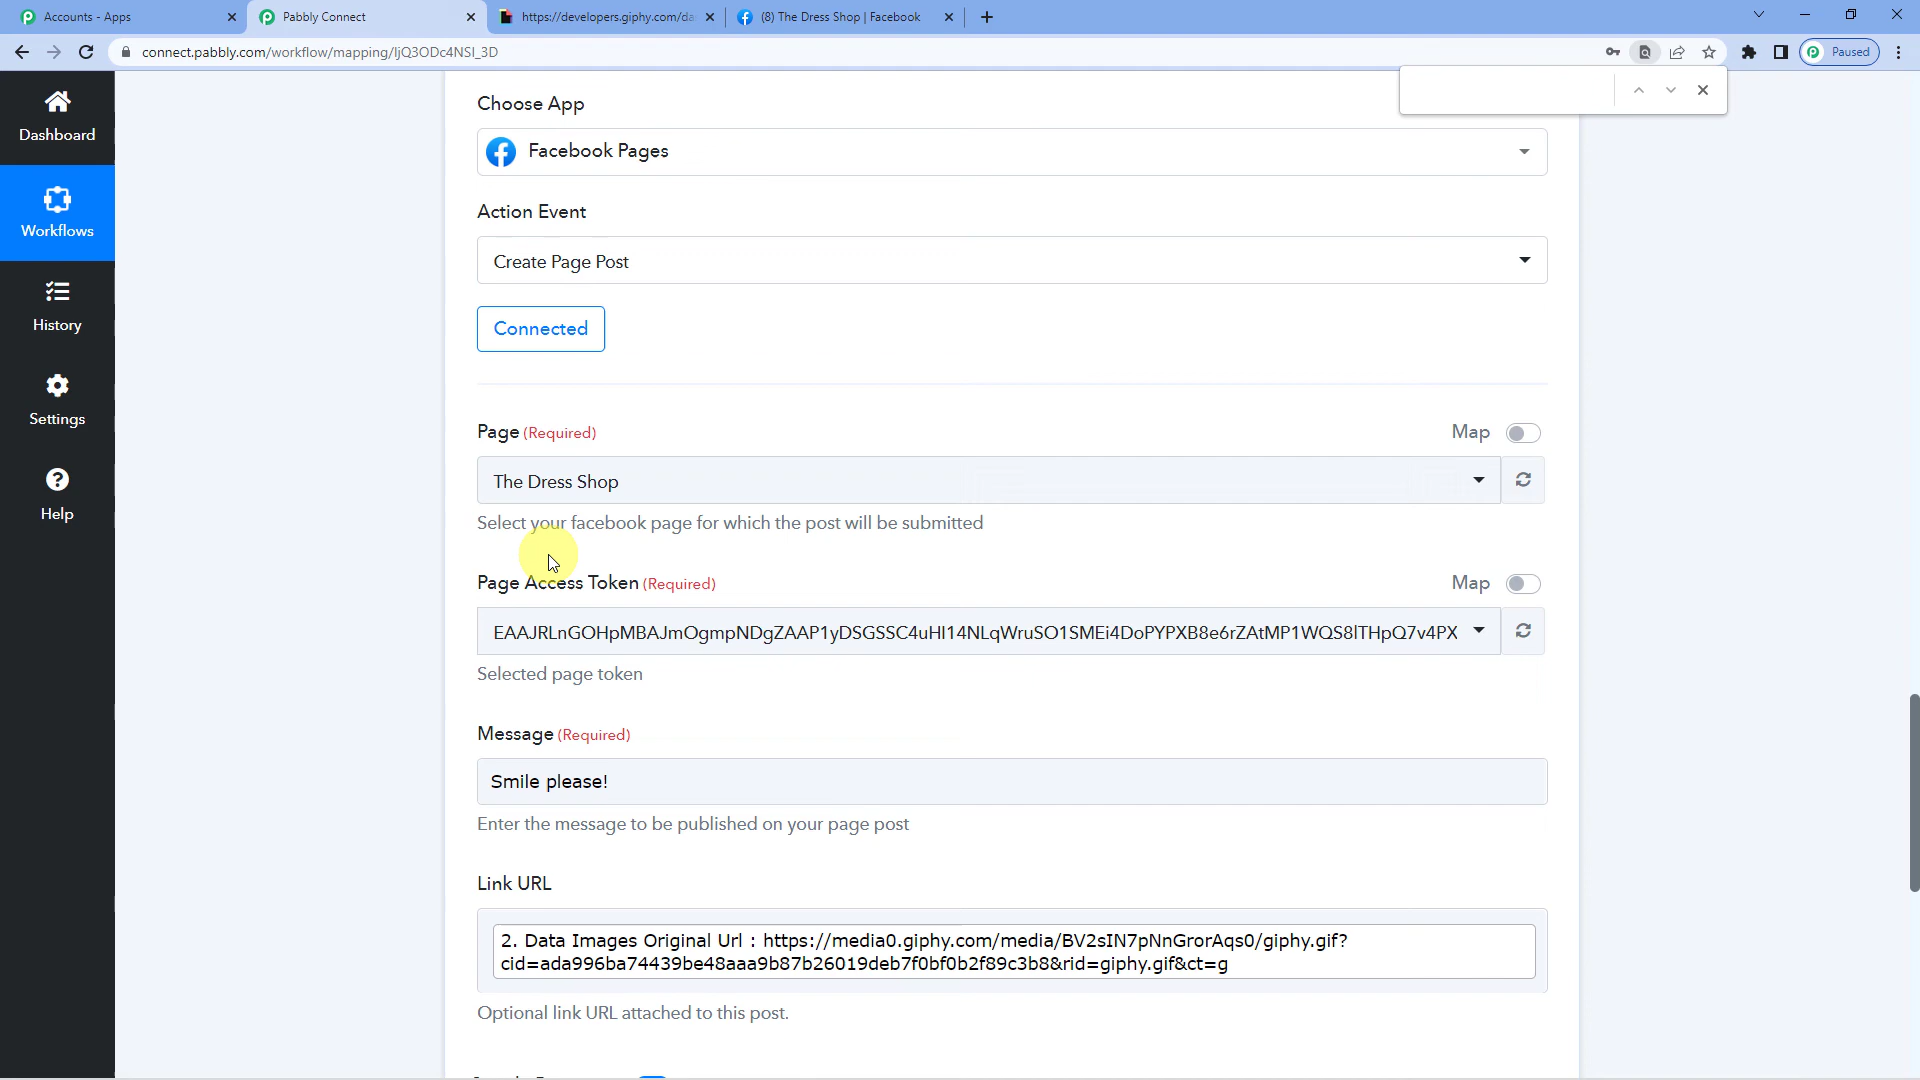 Accounts - Apps
Pabbly Connect
https://developers.giphy.com/da
(8) The Dress Shop | Facebook
connect.pabbly.com/workflow/mapping/IjQ3ODc4NSI_3D
Paused
Dashboard
Workflows
History
Settings
Help
Choose App
Facebook Pages
Action Event
Create Page Post
Connected
Page (Required)
Map
The Dress Shop
Select your facebook page for which the post will be submitted
Page Access Token (Required)
Map
EAAJRLnGOHpMBAJmOgmpNDgZAAP1yDSGSSC4uHI14NLqWruSO1SMEi4DoPYPXB8e6rZAtMP1WQS8lTHpQ7v4PX
Selected page token
Message (Required)
Smile please!
Enter the message to be published on your page post
Link URL
2. Data Images Original Url : https://media0.giphy.com/media/BV2sIN7pNnGrorAqs0/giphy.gif?
cid=ada996ba74439be48aaa9b87b26019deb7f0bf0b2f89c3b8&rid=giphy.gif&ct=g
Optional link URL attached to this post.